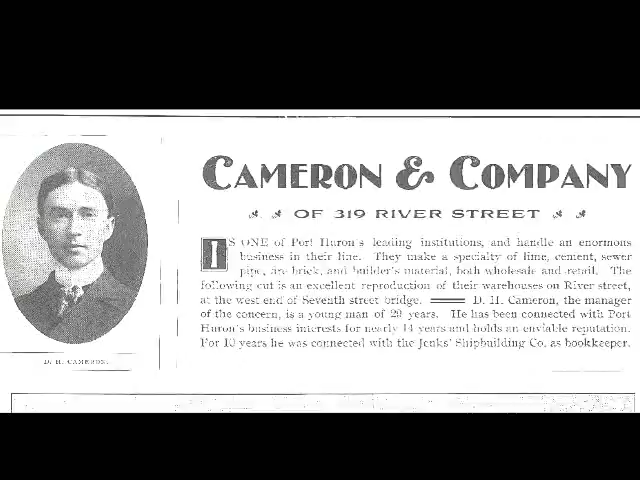 CAMERON & COMPANY
OF 319 RIVER STREET
IS ONE of Port Huron's leading institutions, and handle an enormous
business in their line. They make a specialty of lime, cement, sewer
pipe, fire brick, and builder's material, both wholesale and retail. The
following cut is an excellent reproduction of their warehouses on River street,
at the west end of Seventh street bridge. D. H. Cameron, the manager
of the concern, is a young man of 29 years. He has been connected with Port
Huron's business interests for nearly 14 years and holds an enviable reputation.
For 10 years he was connected with the Jenks' Shipbuilding Co. as bookkeeper.
D. H. CAMERON.